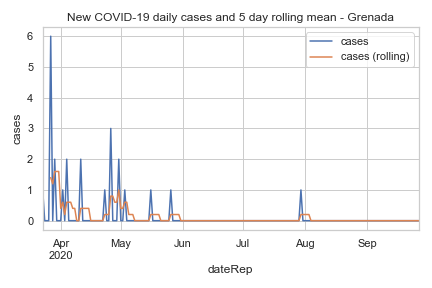 New COVID-19 daily cases and 5 day rolling mean - Grenada
cases
cases (rolling)
cases
6
5
4
3
2
1
0
Apr
2020
May
Jun
Jul
Aug
Sep
dateRep